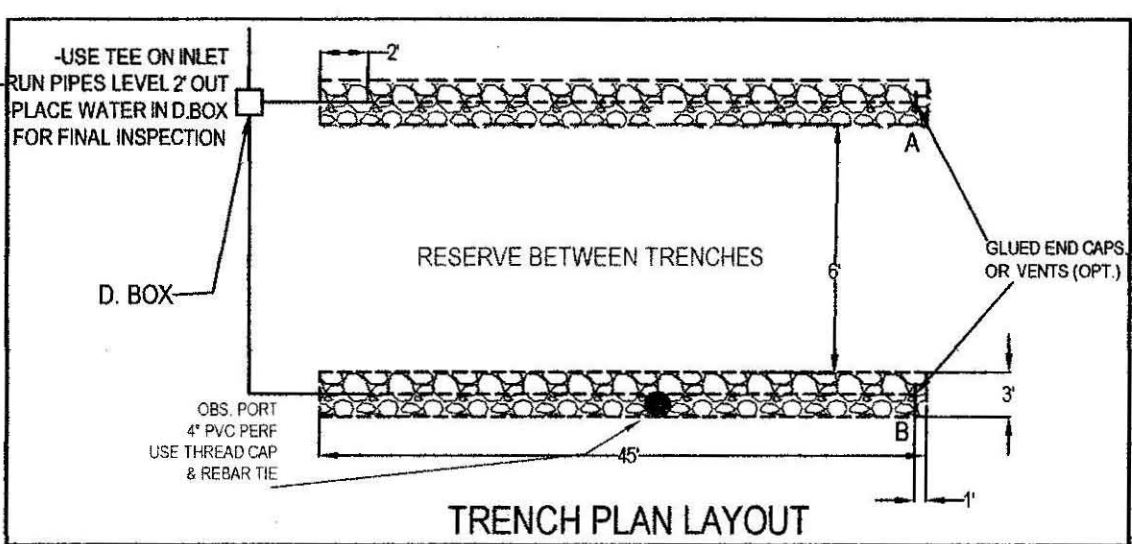 -USE TEE ON INLET
-RUN PIPES LEVEL 2' OUT
-PLACE WATER IN D.BOX
FOR FINAL INSPECTION
2'
A
RESERVE BETWEEN TRENCHES
6'
GLUED END CAPS.
OR VENTS (OPT.)
D. BOX
OBS. PORT
4" PVC PERF
USE THREAD CAP
& REBAR TIE
B
3'
45'
1'
TRENCH PLAN LAYOUT